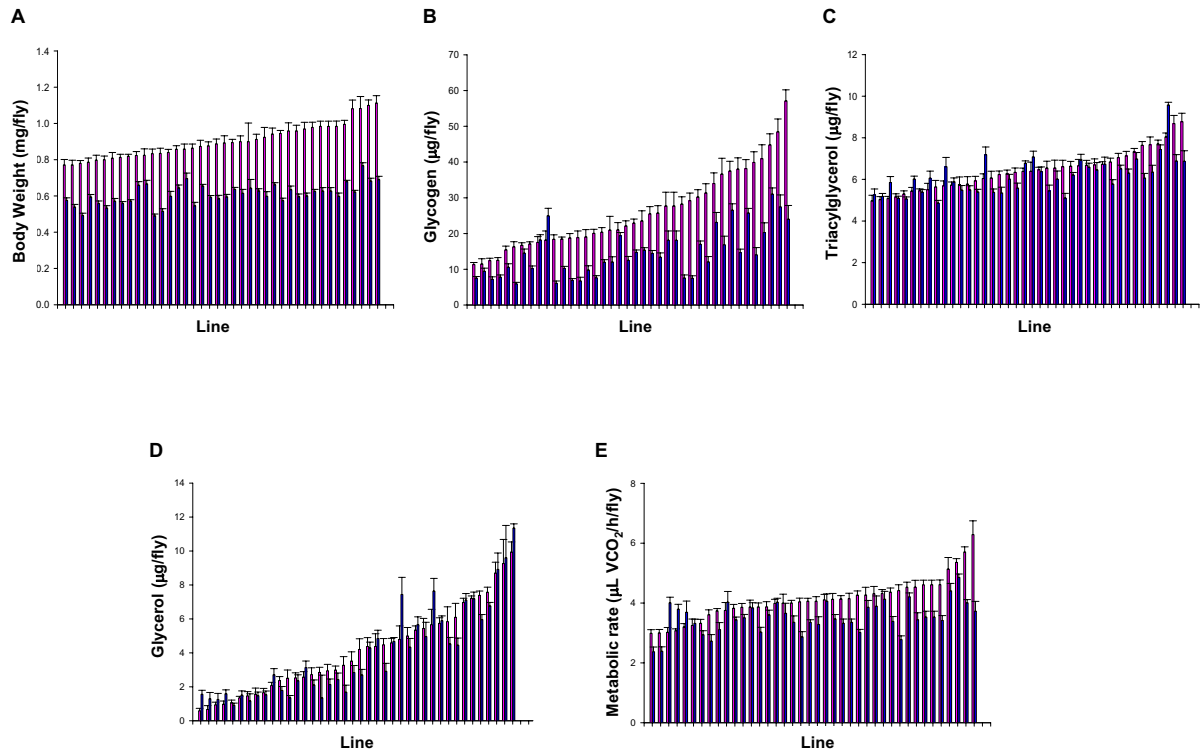 A
Body Weight (mg/fly)
1.4
1.2
1.0
0.8
0.6
0.4
0.2
0.0
Line
B
Glycogen (µg/fly)
70
60
50
40
30
20
10
0
Line
C
Triacylglycerol (µg/fly)
12
10
8
6
4
2
0
Line
D
Glycerol (µg/fly)
14
12
10
8
6
4
2
0
Line
E
Metabolic rate (µL VCO₂/h/fly)
8
6
4
2
0
Line